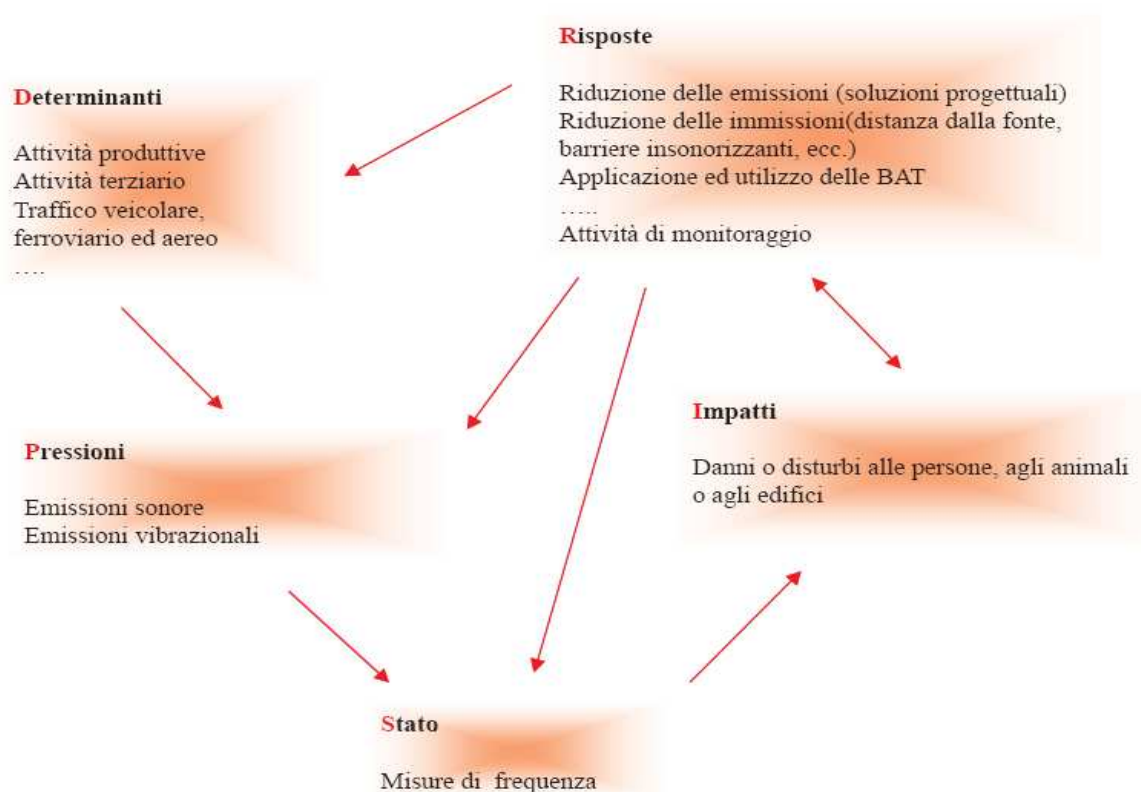 Determinanti
Attività produttive
Attività terziario
Traffico veicolare,
ferroviario ed aereo
….
Risposte
Riduzione delle emissioni (soluzioni progettuali)
Riduzione delle immissioni(distanza dalla fonte,
barriere insonorizzanti, ecc.)
Applicazione ed utilizzo delle BAT
…..
Attività di monitoraggio
Pressioni
Emissioni sonore
Emissioni vibrazionali
Impatti
Danni o disturbi alle persone, agli animali
o agli edifici
Stato
Misure di frequenza